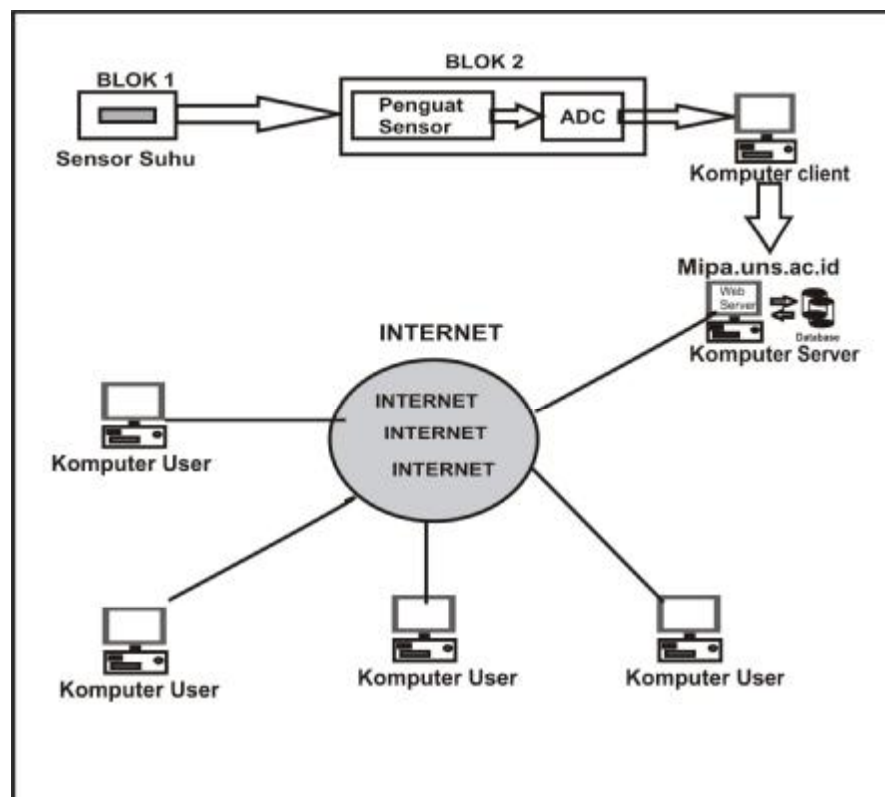 BLOK 1
BLOK 2
Penguat
Sensor
ADC
Sensor Suhu
Komputer client
Mipa.uns.ac.id
Web
Server
Database
Komputer Server
INTERNET
INTERNET
INTERNET
INTERNET
Komputer User
Komputer User
Komputer User
Komputer User